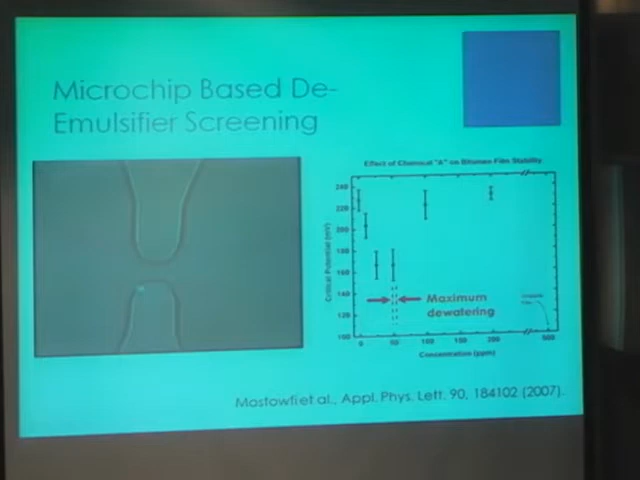 Microchip Based De-
Emulsifier Screening
Effect of Chemical "A" on Bitumen Film Stability
Critical Potential (mV)
240
220
200
180
160
140
120
100
Maximum
dewatering
0
50
100
150
200
500
Concentration (ppm)
Mostowfi et al., Appl. Phys. Lett. 90, 184102 (2007).